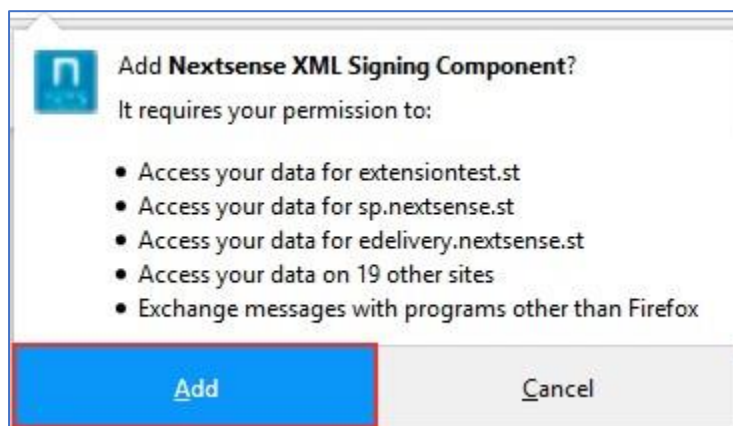 Add Nextsense XML Signing Component?
It requires your permission to:
• Access your data for extensiontest.st
• Access your data for sp.nextsense.st
• Access your data for edelivery.nextsense.st
• Access your data on 19 other sites
• Exchange messages with programs other than Firefox
Add
Cancel